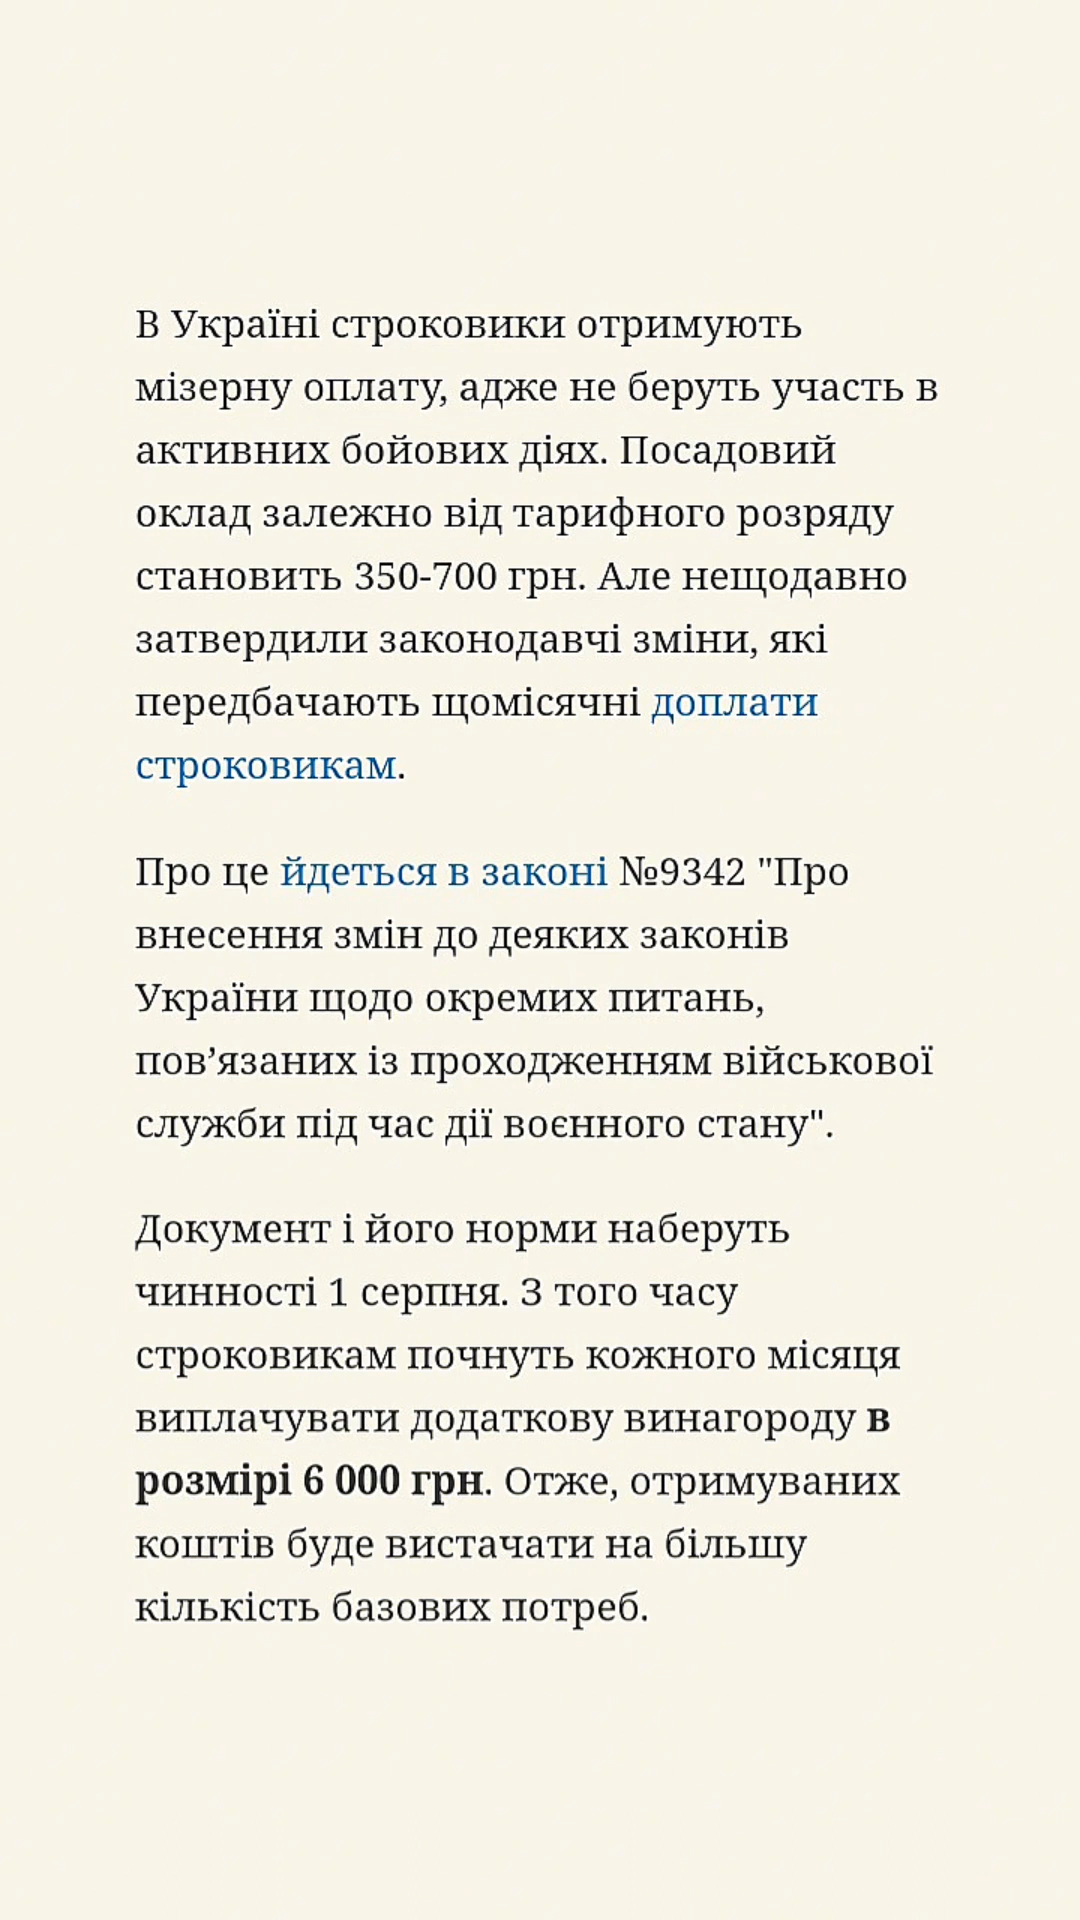 В Україні строковики отримують
мізерну оплату, адже не беруть участь в
активних бойових діях. Посадовий
оклад залежно від тарифного розряду
становить 350-700 грн. Але нещодавно
затвердили законодавчі зміни, які
передбачають щомісячні доплати
строковикам.
Про це йдеться в законі №9342 "Про
внесення змін до деяких законів
України щодо окремих питань,
пов’язаних із проходженням військової
служби під час дії воєнного стану".
Документ і його норми наберуть
чинності 1 серпня. З того часу
строковикам почнуть кожного місяця
виплачувати додаткову винагороду в
розмірі 6 000 грн. Отже, отримуваних
коштів буде вистачати на більшу
кількість базових потреб.